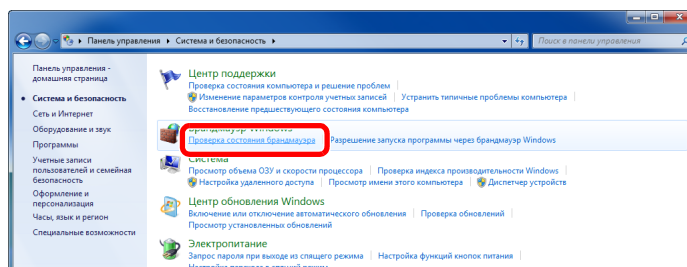 Панель управления ▸ Система и безопасность ▸
Поиск в панели управления
Панель управления -
домашняя страница
Система и безопасность
Сеть и Интернет
Оборудование и звук
Программы
Учетные записи
пользователей и семейная
безопасность
Оформление и
персонализация
Часы, язык и регион
Специальные возможности
Центр поддержки
Проверка состояния компьютера и решение проблем
Изменение параметров контроля учетных записей
Устранить типичные проблемы компьютера
Восстановление предшествующего состояния компьютера
Брандмауэр Windows
Проверка состояния брандмауэра
Разрешение запуска программы через брандмауэр Windows
Система
Просмотр объема ОЗУ и скорости процессора
Проверка индекса производительности Windows
Настройка удаленного доступа
Просмотр имени этого компьютера
Диспетчер устройств
Центр обновления Windows
Включение или отключение автоматического обновления
Проверка обновлений
Просмотр установленных обновлений
Электропитание
Запрос пароля при выходе из спящего режима
Настройка функций кнопок питания
Настройка перехода в спящий режим